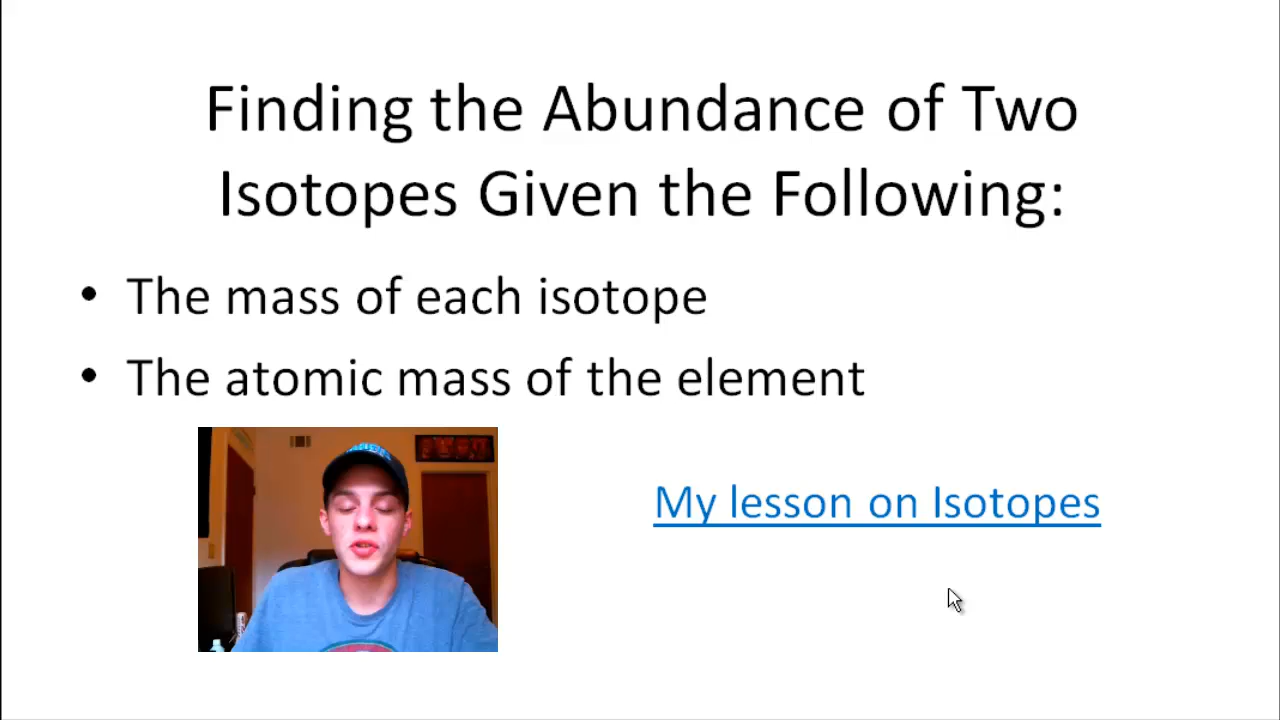 Finding the Abundance of Two
Isotopes Given the Following:
• The mass of each isotope
• The atomic mass of the element
My lesson on Isotopes